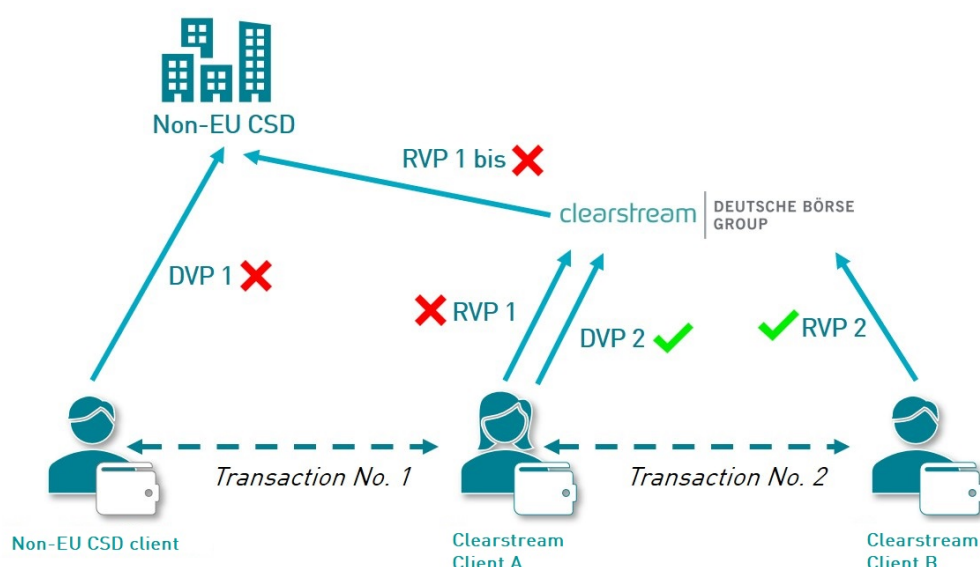 Non-EU CSD
RVP 1 bis
clearstream
DEUTSCHE BÖRSE
GROUP
DVP 1
RVP 1
DVP 2
RVP 2
Transaction No. 1
Transaction No. 2
Non-EU CSD client
Clearstream
Client A
Clearstream
Client B